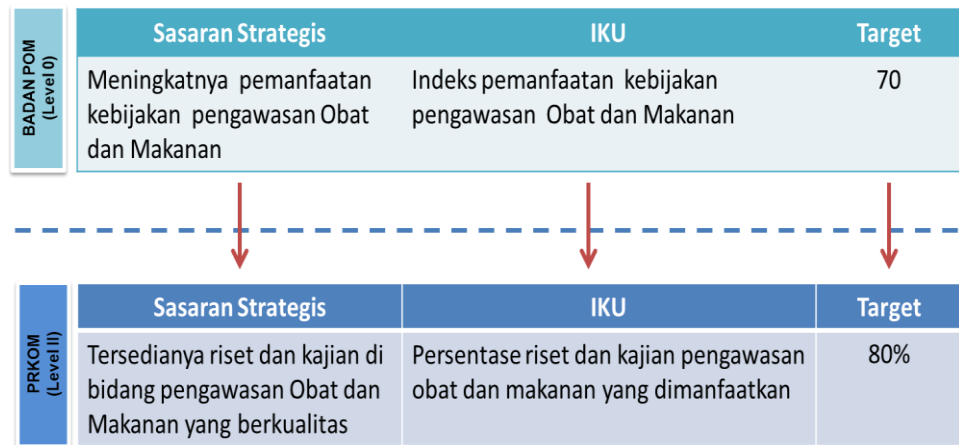 BADAN POM
(Level 0)
Sasaran Strategis IKU Target
Meningkatnya pemanfaatan
kebijakan pengawasan Obat
dan Makanan
Indeks pemanfaatan kebijakan
pengawasan Obat dan Makanan
70
PRKOM
(Level II)
Sasaran Strategis IKU Target
Tersedianya riset dan kajian di
bidang pengawasan Obat dan
Makanan yang berkualitas
Persentase riset dan kajian pengawasan
obat dan makanan yang dimanfaatkan
80%